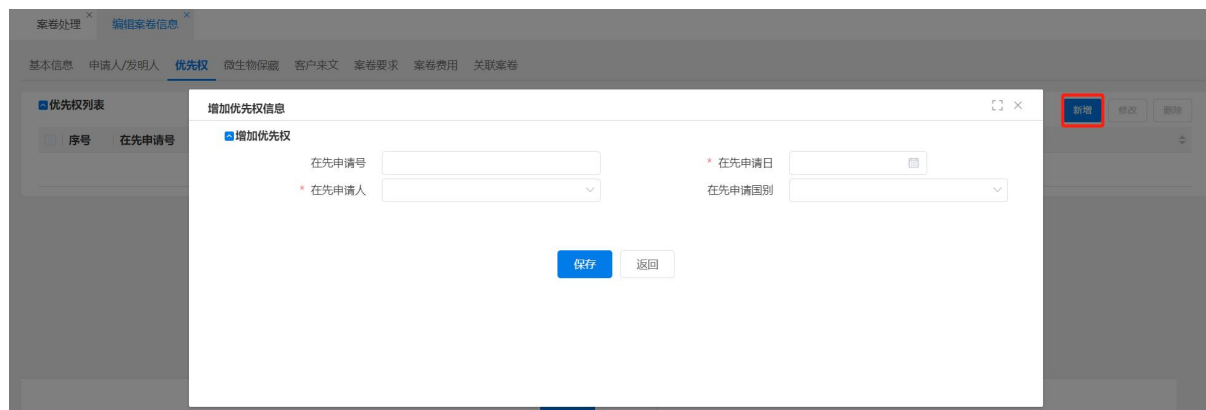 案卷处理 编辑案卷信息
基本信息 申请人/发明人 优先权 微生物保藏 客户来文 案卷要求 案卷费用 关联案卷
优先权列表 新增 修改 删除
序号 在先申请号
增加优先权信息
增加优先权
在先申请号 * 在先申请日
* 在先申请人 在先申请国别
保存 返回